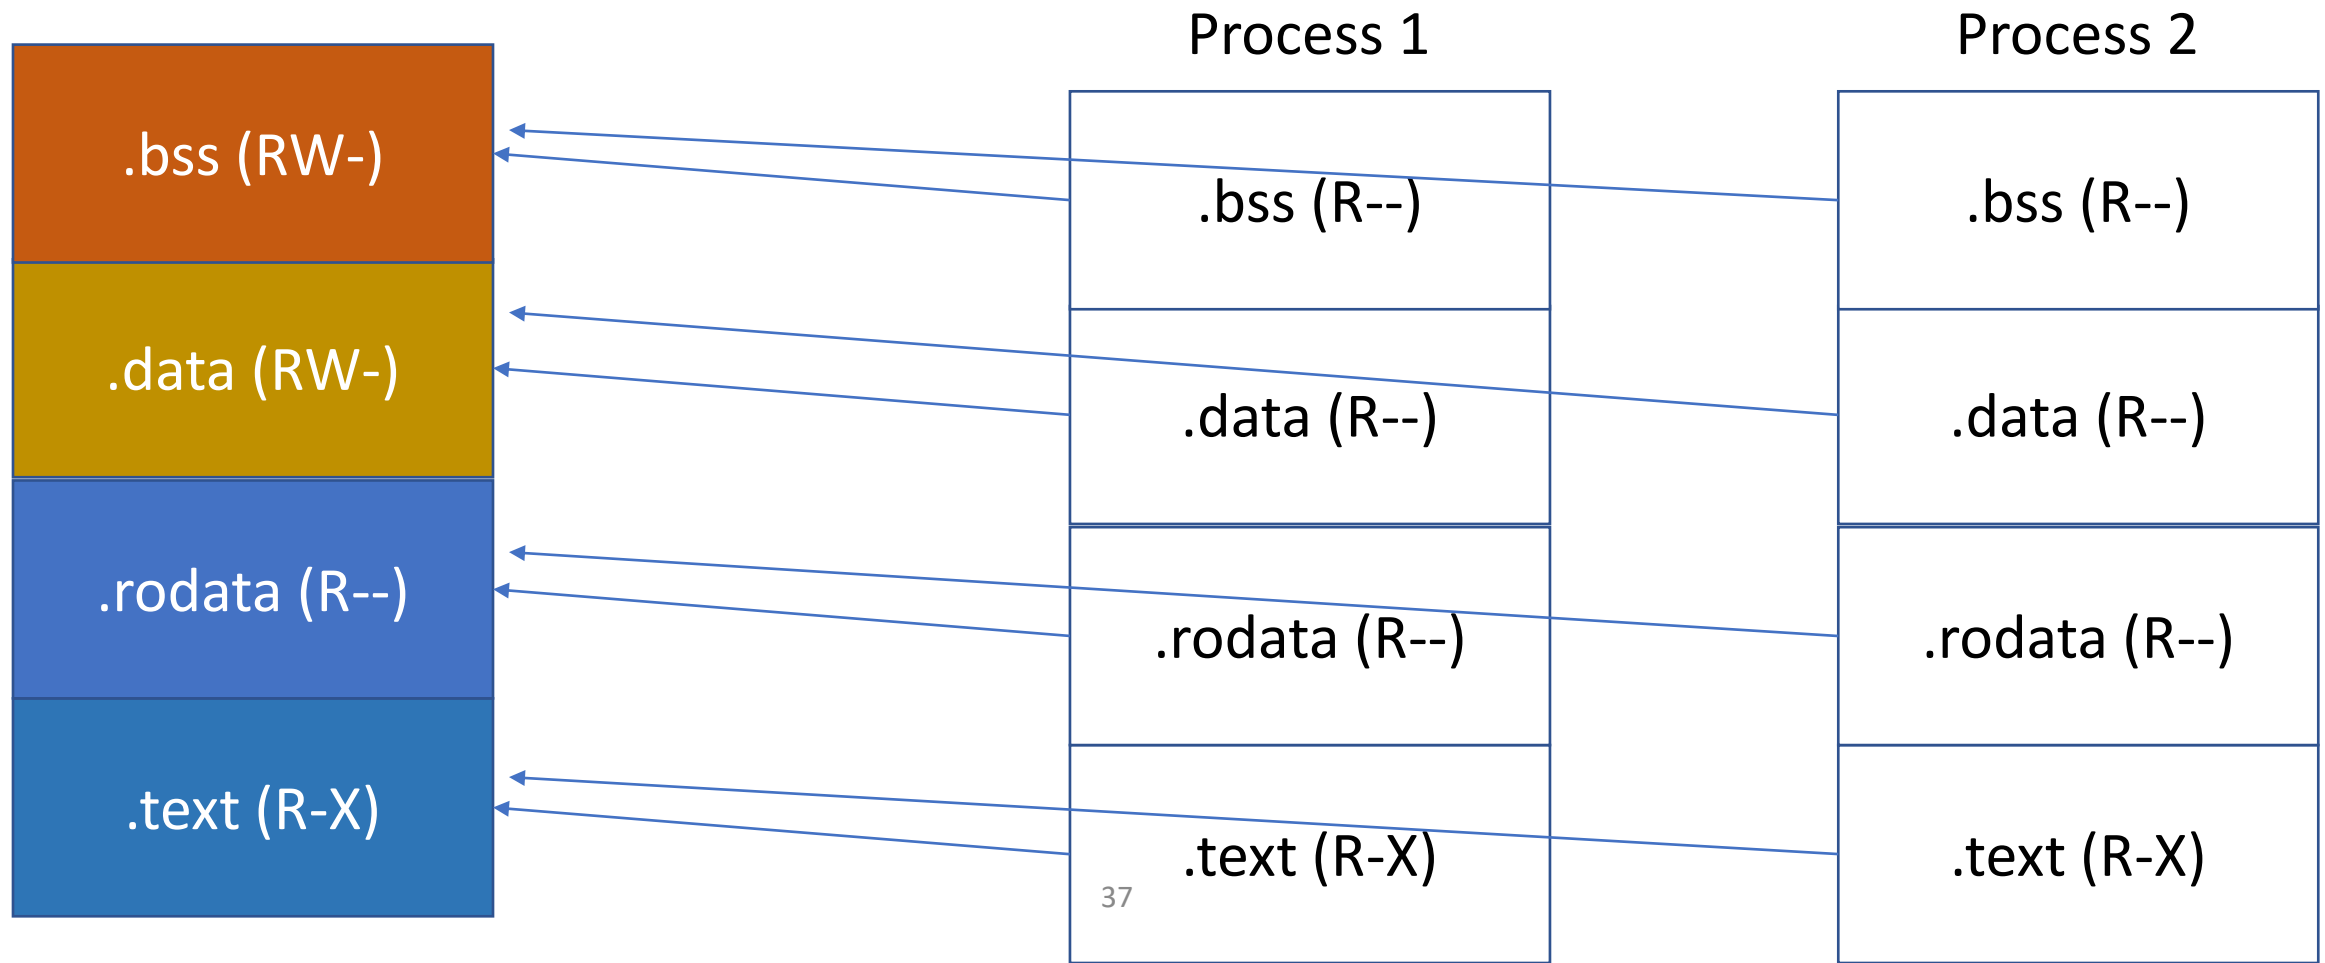 Process 1
Process 2
.bss (RW-)
.data (RW-)
.rodata (R--)
.text (R-X)
.bss (R--)
.data (R--)
.rodata (R--)
.text (R-X)
37
.bss (R--)
.data (R--)
.rodata (R--)
.text (R-X)